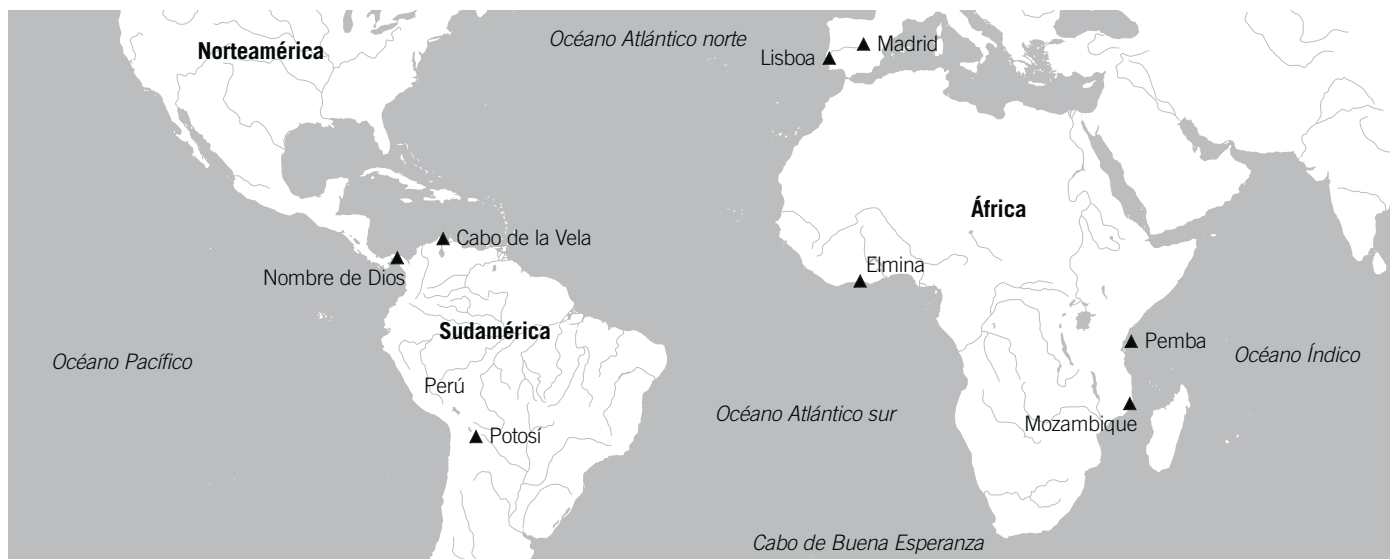 Norteamérica
Océano Atlántico norte
Madrid
Lisboa
África
Cabo de la Vela
Nombre de Dios
Elmina
Sudamérica
Pemba
Océano Índico
Océano Pacífico
Perú
Océano Atlántico sur
Mozambique
Potosí
Cabo de Buena Esperanza